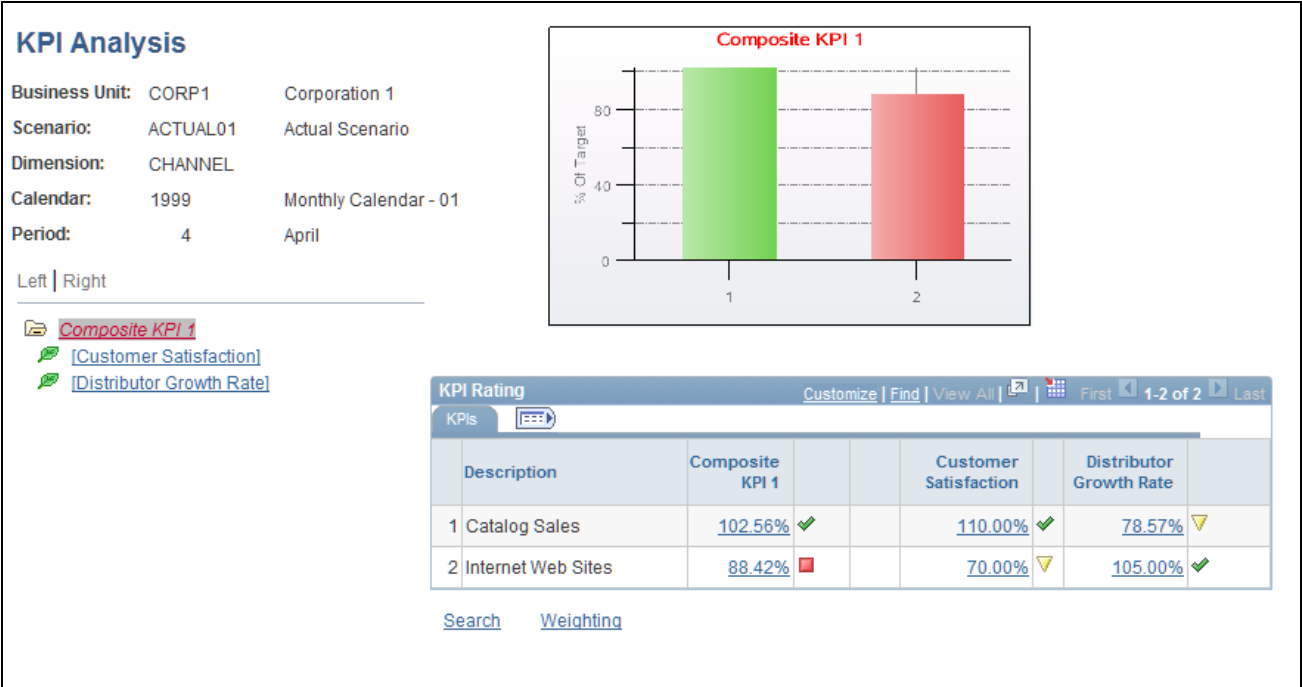 KPI Analysis
Business Unit: CORP1 Corporation 1
Scenario: ACTUAL01 Actual Scenario
Dimension: CHANNEL
Calendar: 1999 Monthly Calendar - 01
Period: 4 April
Left | Right
Composite KPI 1
[Customer Satisfaction]
[Distributor Growth Rate]
Composite KPI 1
% Of Target
80
40
0
1 2
KPI Rating Customize | Find | View All | | First 1-2 of 2 Last
KPIs
Description Composite KPI 1 Customer Satisfaction Distributor Growth Rate
1 Catalog Sales 102.56% 110.00% 78.57%
2 Internet Web Sites 88.42% 70.00% 105.00%
Search Weighting